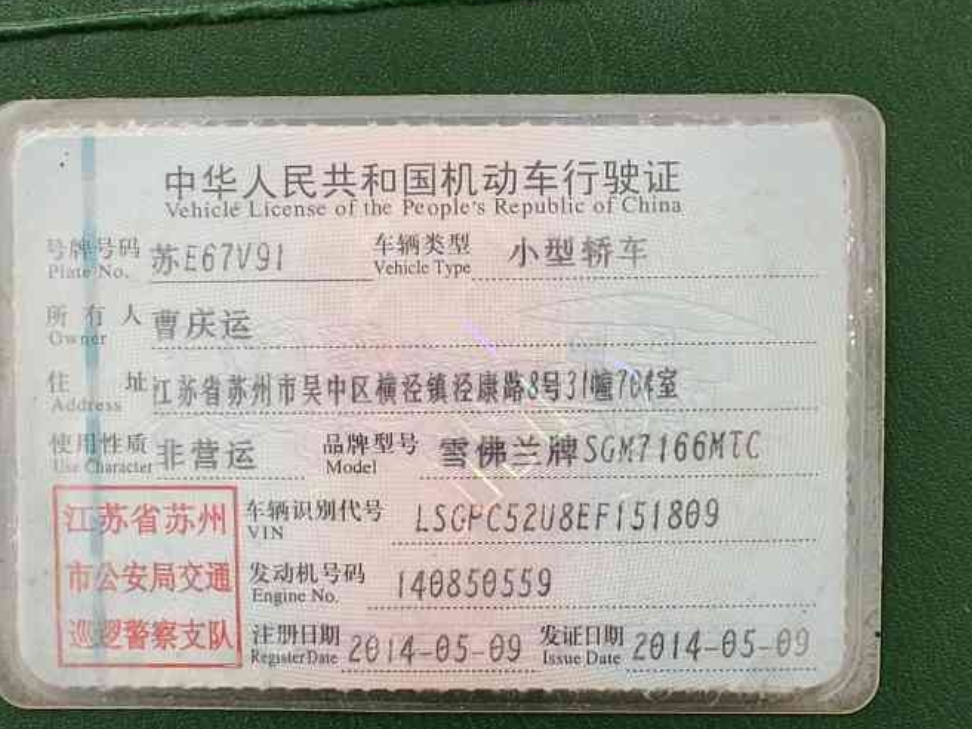 中华人民共和国机动车行驶证
Vehicle License of the People's Republic of China
号牌号码 苏E67V91 车辆类型 小型轿车
Plate No. Vehicle Type
所有人 曹庆运
Owner
住址 江苏省苏州市吴中区横泾镇泾康路8号31幢704室
Address
使用性质 非营运 品牌型号 雪佛兰牌SGM7166MTC
Use Character Model
江苏省苏州
市公安局交通
巡逻警察支队
车辆识别代号 LSGPC52U8EF151809
VIN
发动机号码 140850559
Engine No.
注册日期 2014-05-09 发证日期 2014-05-09
Register Date Issue Date